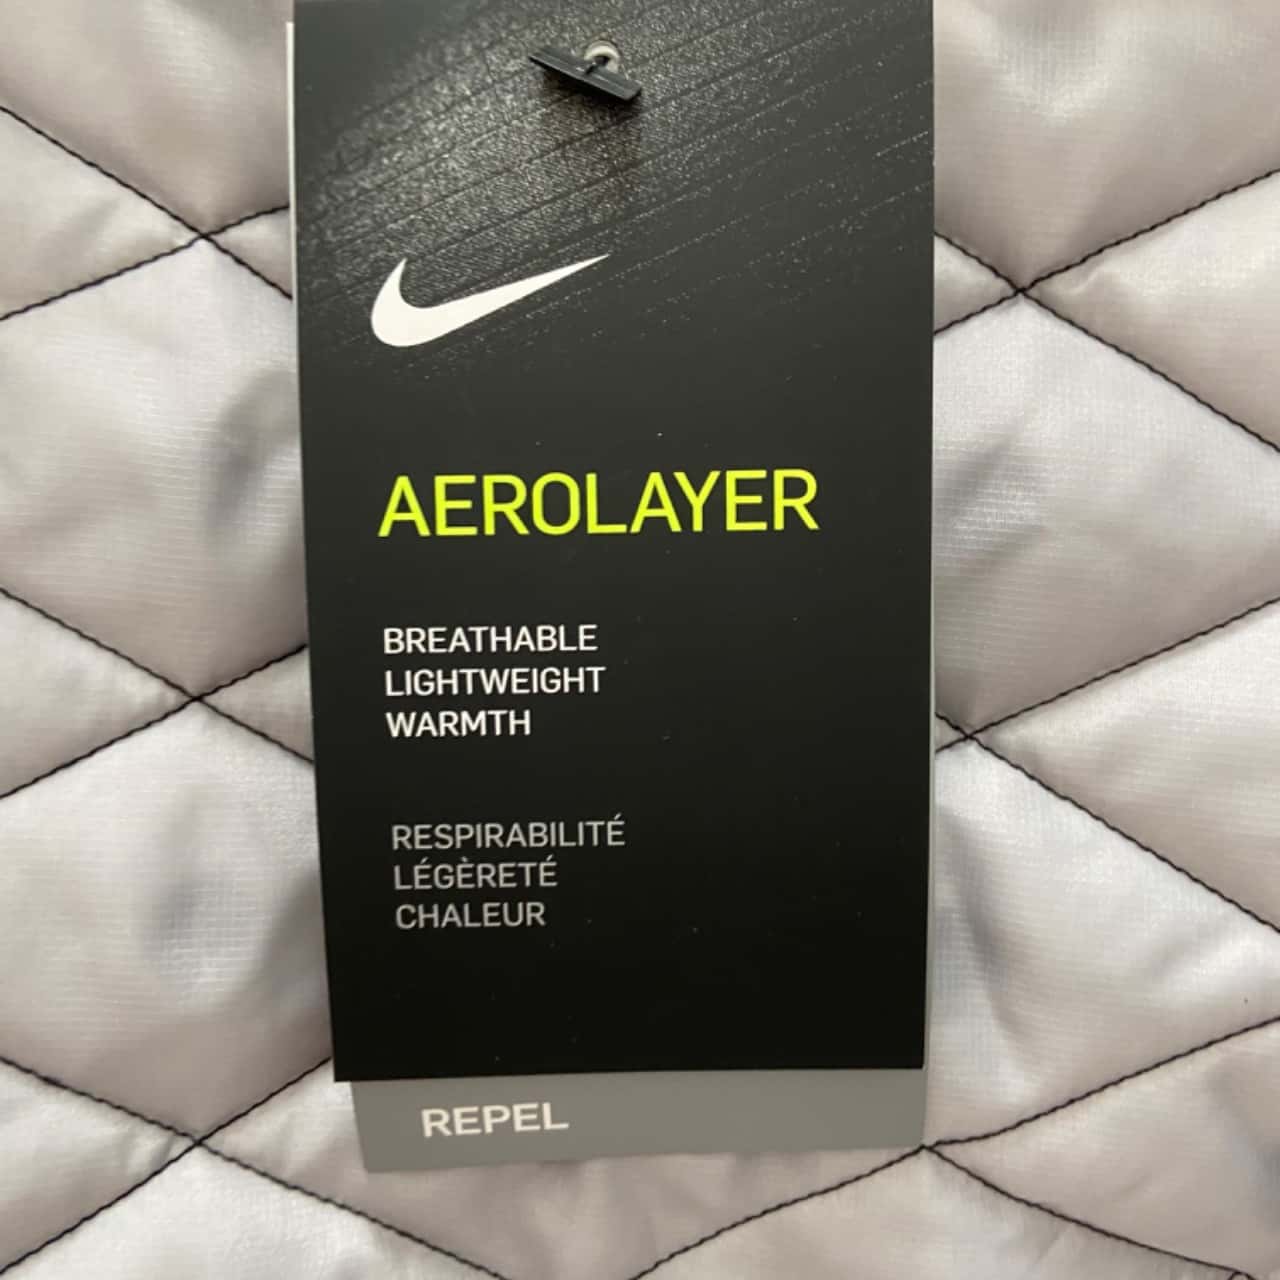 AEROLAYER
BREATHABLE
LIGHTWEIGHT
WARMTH
RESPIRABILITÉ
LÉGÈRETÉ
CHALEUR
REPEL